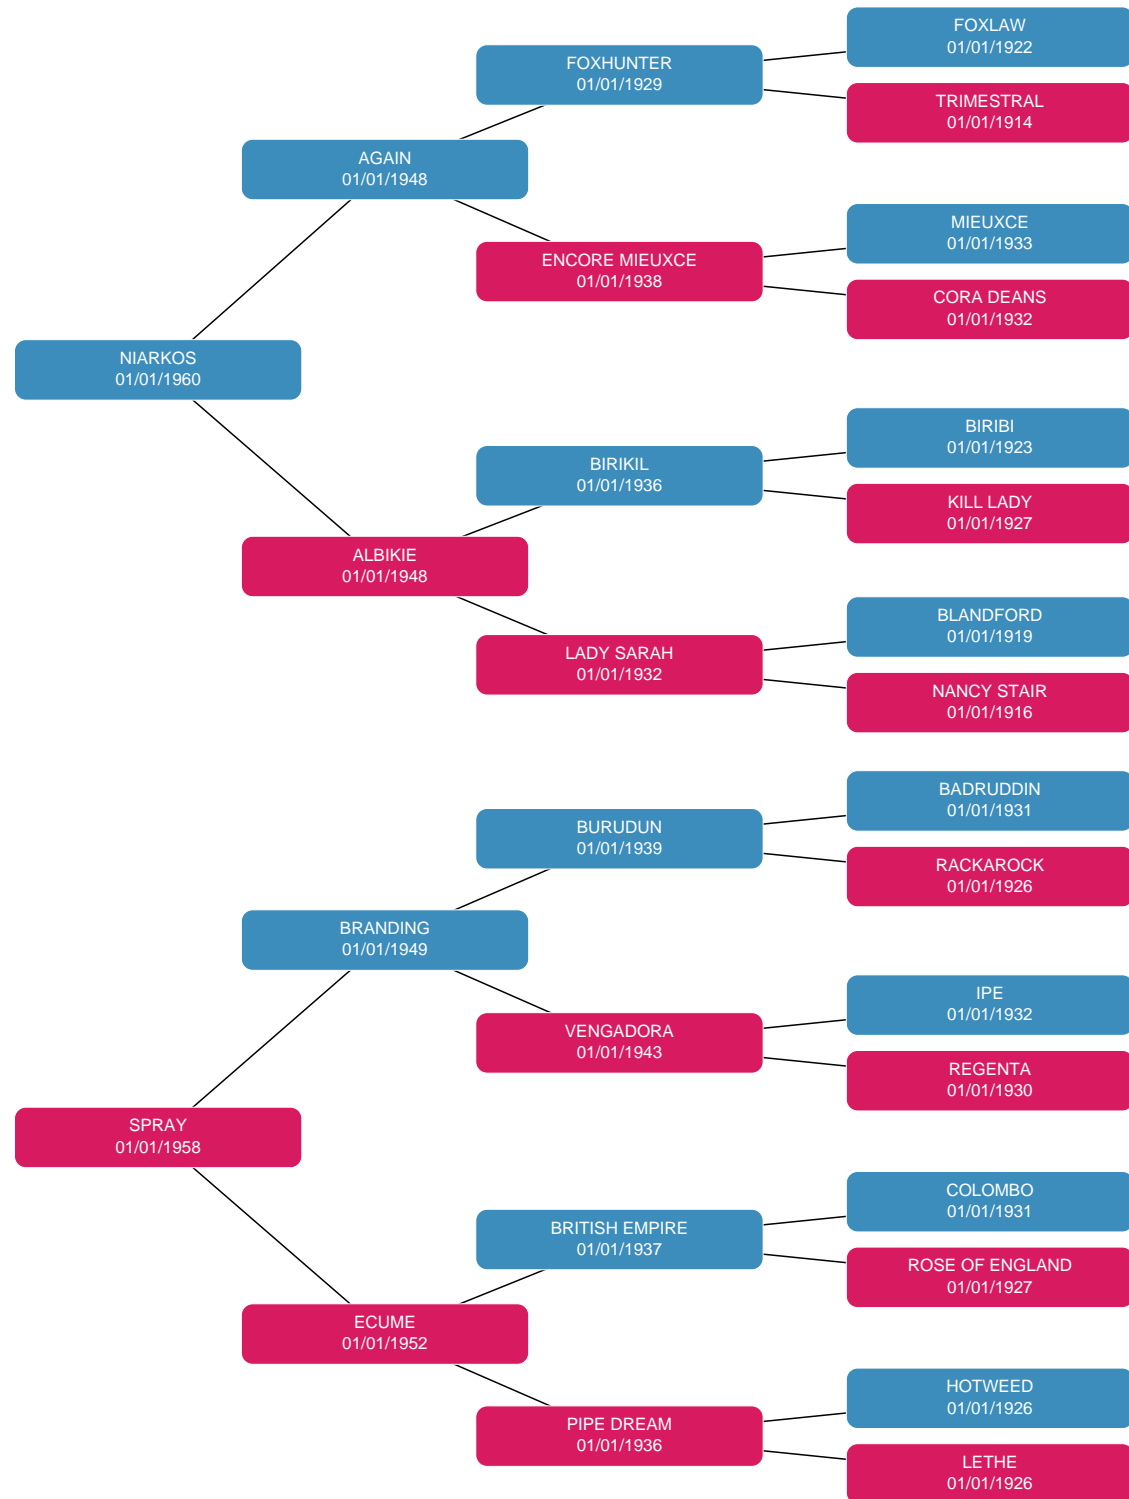 FOXLAW
01/01/1922
FOXHUNTER
01/01/1929
TRIMESTRAL
01/01/1914
AGAIN
01/01/1948
MIEUXCE
01/01/1933
ENCORE MIEUXCE
01/01/1938
CORA DEANS
01/01/1932
NIARKOS
01/01/1960
BIRIBI
01/01/1923
BIRIKIL
01/01/1936
KILL LADY
01/01/1927
ALBIKIE
01/01/1948
BLANDFORD
01/01/1919
LADY SARAH
01/01/1932
NANCY STAIR
01/01/1916
BADRUDDIN
01/01/1931
BURUDUN
01/01/1939
RACKAROCK
01/01/1926
BRANDING
01/01/1949
IPE
01/01/1932
VENGADORA
01/01/1943
REGENTA
01/01/1930
SPRAY
01/01/1958
COLOMBO
01/01/1931
BRITISH EMPIRE
01/01/1937
ROSE OF ENGLAND
01/01/1927
ECUME
01/01/1952
HOTWEED
01/01/1926
PIPE DREAM
01/01/1936
LETHE
01/01/1926